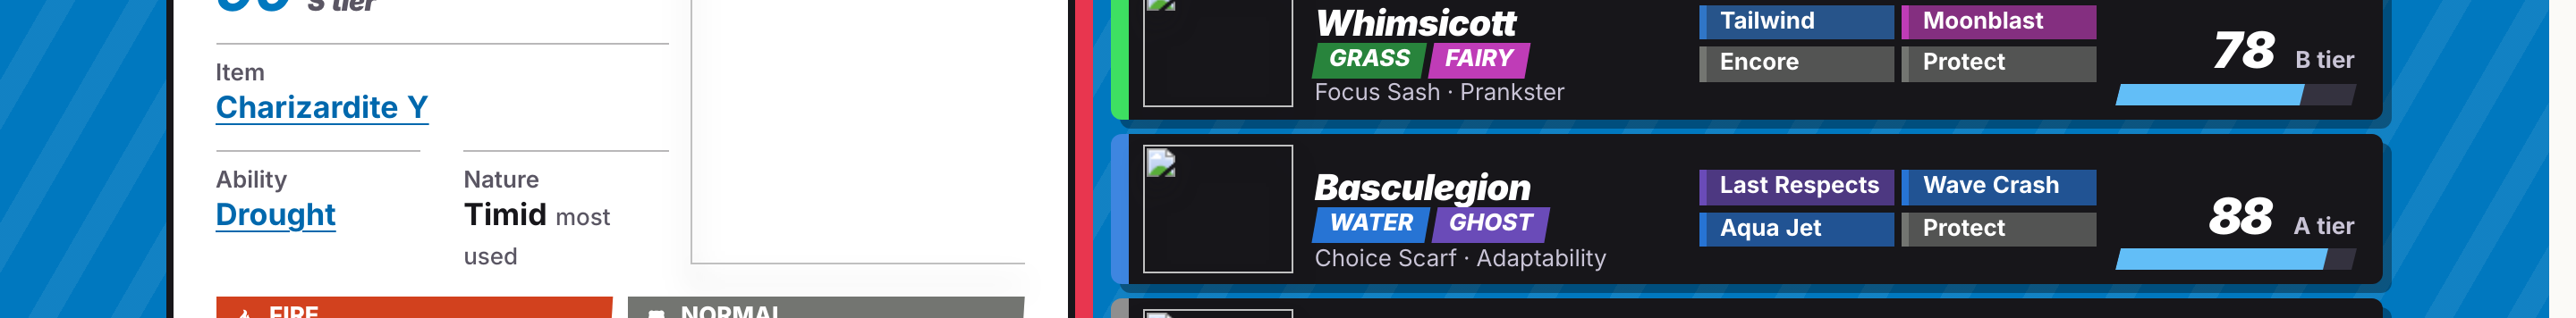 S tier
Item
Charizardite Y
Ability
Drought
Nature
Timid most
used
FIRE
NORMAL
Whimsicott
GRASS FAIRY
Focus Sash · Prankster
Tailwind Moonblast
Encore Protect
78 B tier
Basculegion
WATER GHOST
Choice Scarf · Adaptability
Last Respects Wave Crash
Aqua Jet Protect
88 A tier